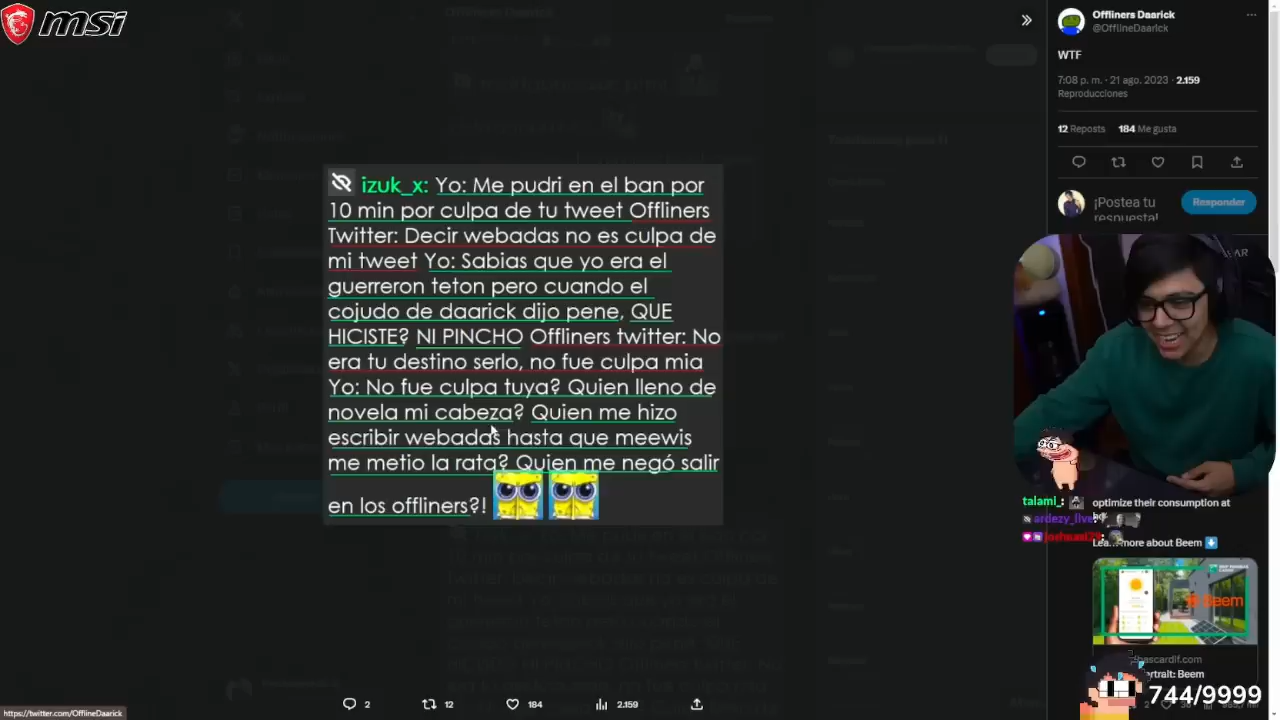 msi
Offliners Daarick
@OfflineDaarick
WTF
7:08 p. m. · 21 ago. 2023 · 2.159
Reproducciones
12 Reposts 184 Me gusta
¡Postea tu
respuesta!
Responder
izuk_x: Yo: Me pudri en el ban por
10 min por culpa de tu tweet Offliners
Twitter: Decir webadas no es culpa de
mi tweet Yo: Sabias que yo era el
guerreron teton pero cuando el
cojudo de daarick dijo pene, QUE
HICISTE? NI PINCHO Offliners twitter: No
era tu destino serlo, no fue culpa mia
Yo: No fue culpa tuya? Quien lleno de
novela mi cabeza? Quien me hizo
escribir webadas hasta que meewis
me metio la rata? Quien me negó salir
en los offliners?!
talami_:
optimize their consumption at
ardezy_live:
more about Beem
Beem
trait: Beem
744/9999
2 12 184 2.159
https://twitter.com/OfflineDaarick